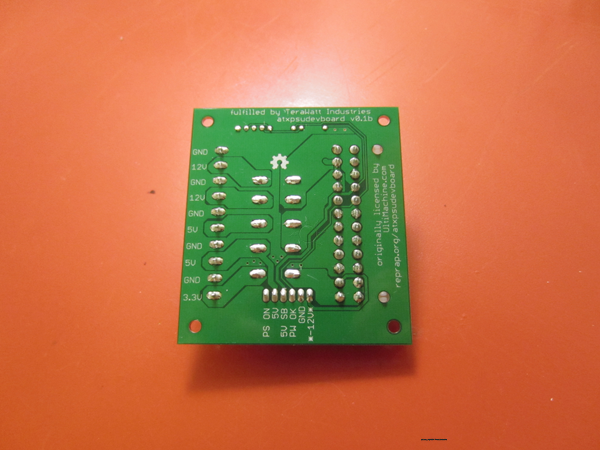 fulfilled by TeraWatt Industries
atxpsudevboard v0.1b
GND
12V
GND
12V
GND
5V
GND
5V
GND
3.3V
PS ON
5V
5V SB
PW OK
GND
*-12V*
originally licensed by
UltiMachine.com
reprap.org/atxpsudevboard